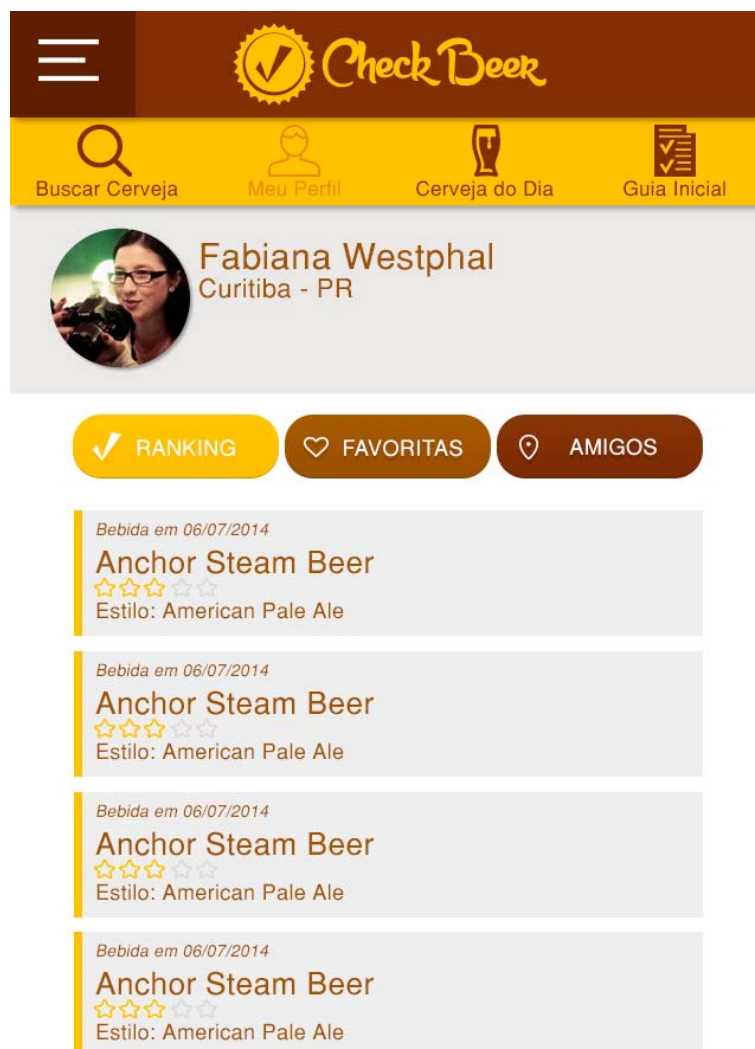 Check Beer
Buscar Cerveja
Meu Perfil
Cerveja do Dia
Guia Inicial
Fabiana Westphal
Curitiba - PR
RANKING
FAVORITAS
AMIGOS
Bebida em 06/07/2014
Anchor Steam Beer
Estilo: American Pale Ale
Bebida em 06/07/2014
Anchor Steam Beer
Estilo: American Pale Ale
Bebida em 06/07/2014
Anchor Steam Beer
Estilo: American Pale Ale
Bebida em 06/07/2014
Anchor Steam Beer
Estilo: American Pale Ale